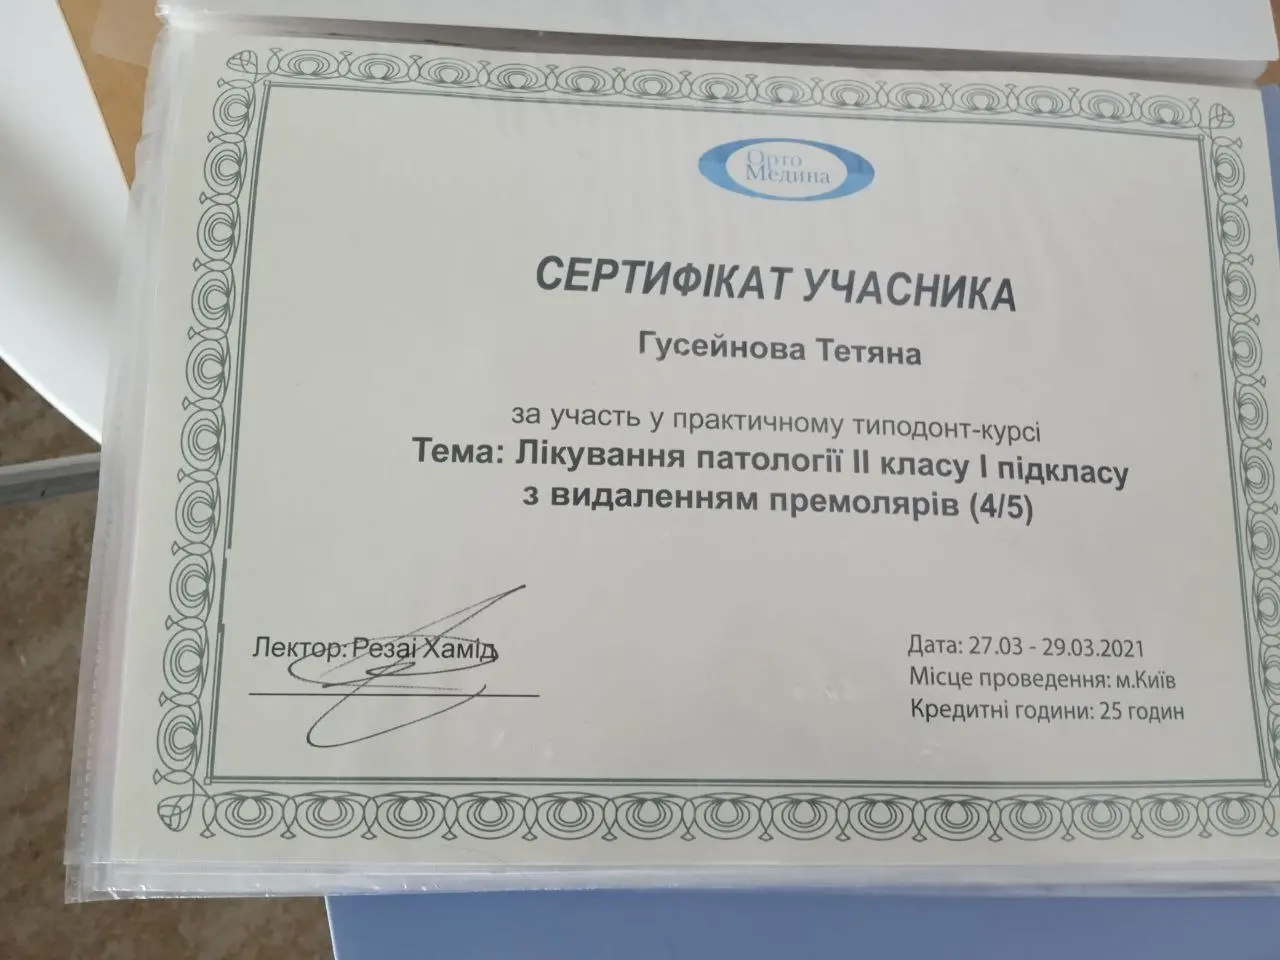 Орто
Медина
СЕРТИФІКАТ УЧАСНИКА
Гусейнова Тетяна
за участь у практичному типодонт-курсі
Тема: Лікування патології II класу I підкласу
з видаленням премолярів (4/5)
Лектор: Резаі Хамід
Дата: 27.03 - 29.03.2021
Місце проведення: м.Київ
Кредитні години: 25 годин